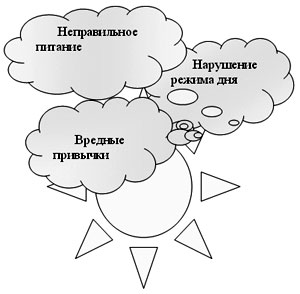 Неправильное
питание
Нарушение
режима дня
Вредные
привычки